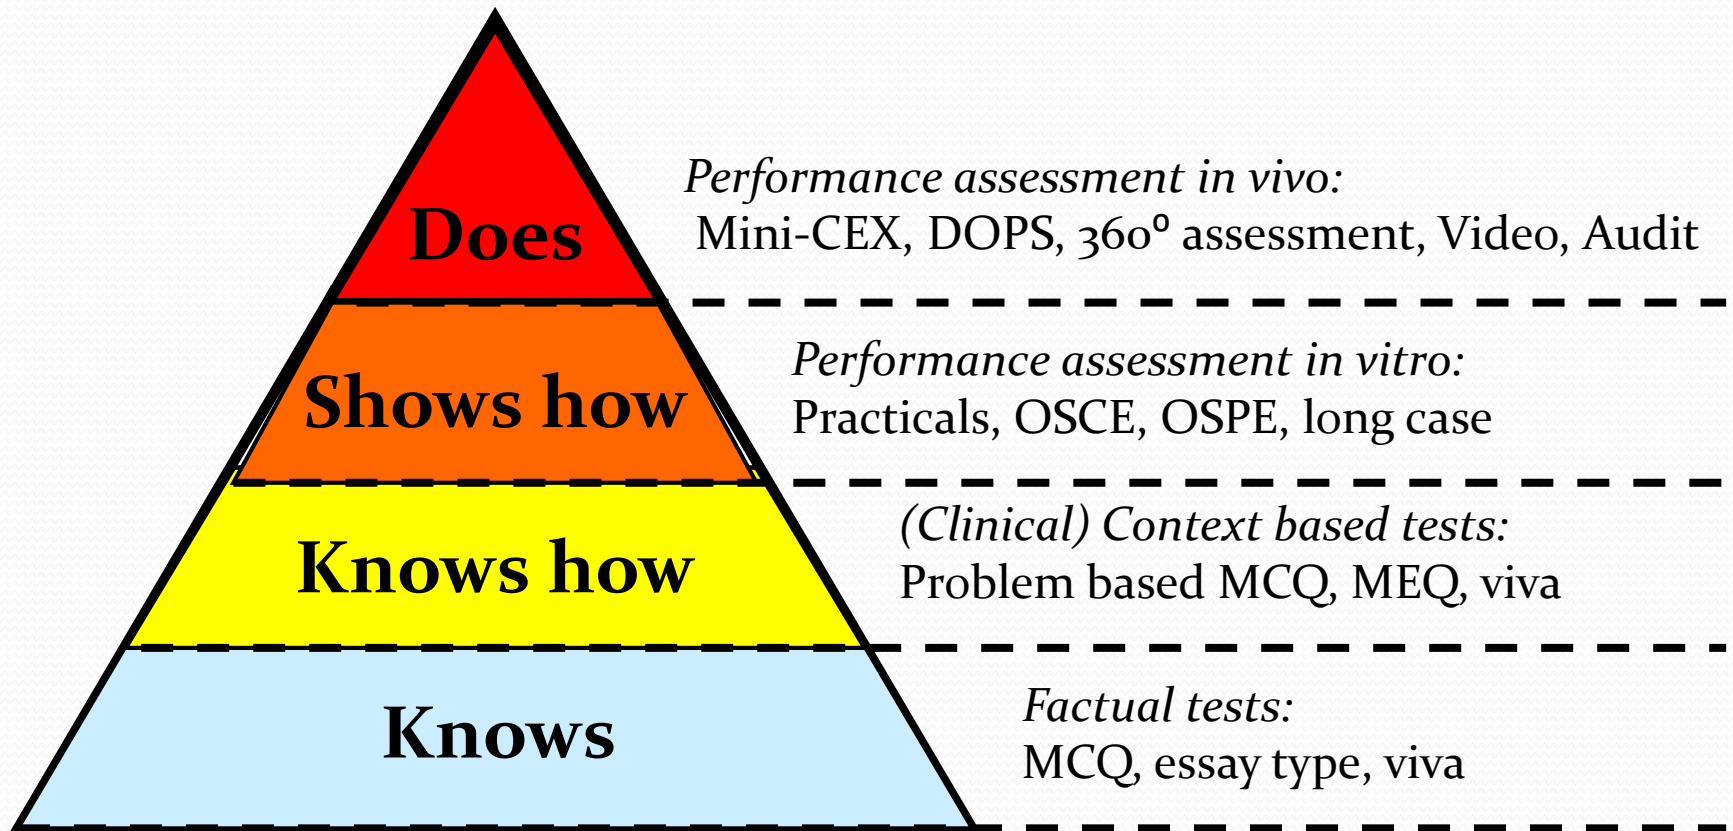 Performance assessment in vivo:
Does
Mini-CEX, DOPS, 360⁰ assessment, Video, Audit
Performance assessment in vitro:
Shows how
Practicals, OSCE, OSPE, long case
(Clinical) Context based tests:
Knows how
Problem based MCQ, MEQ, viva
Factual tests:
Knows
MCQ, essay type, viva